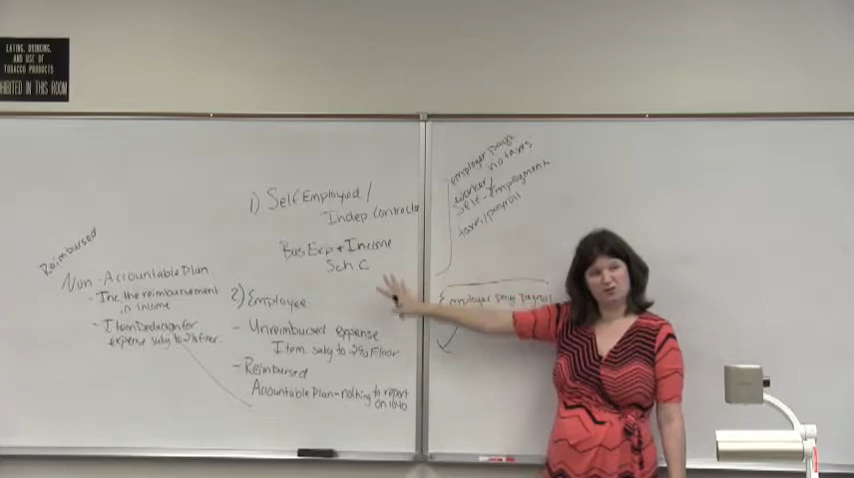 EATING, DRINKING,
AND USE OF
TOBACCO PRODUCTS
HIBITED IN THIS ROOM
Reimbursed
Non-Accountable Plan
- Inc. the reimbursement
in income
- Item Deduction for
expense subj to 2% floor.
1) Self Employed /
Indep Contractor
Bus Exp + Income
Sch C
2) Employee
- Unreimbursed expense
Item subj to 2% Floor
- Reimbursed
Accountable Plan - nothing to report
on 1040
employer pays
no taxes
worker/
Self-employment
taxes/payroll
Employer pays payroll